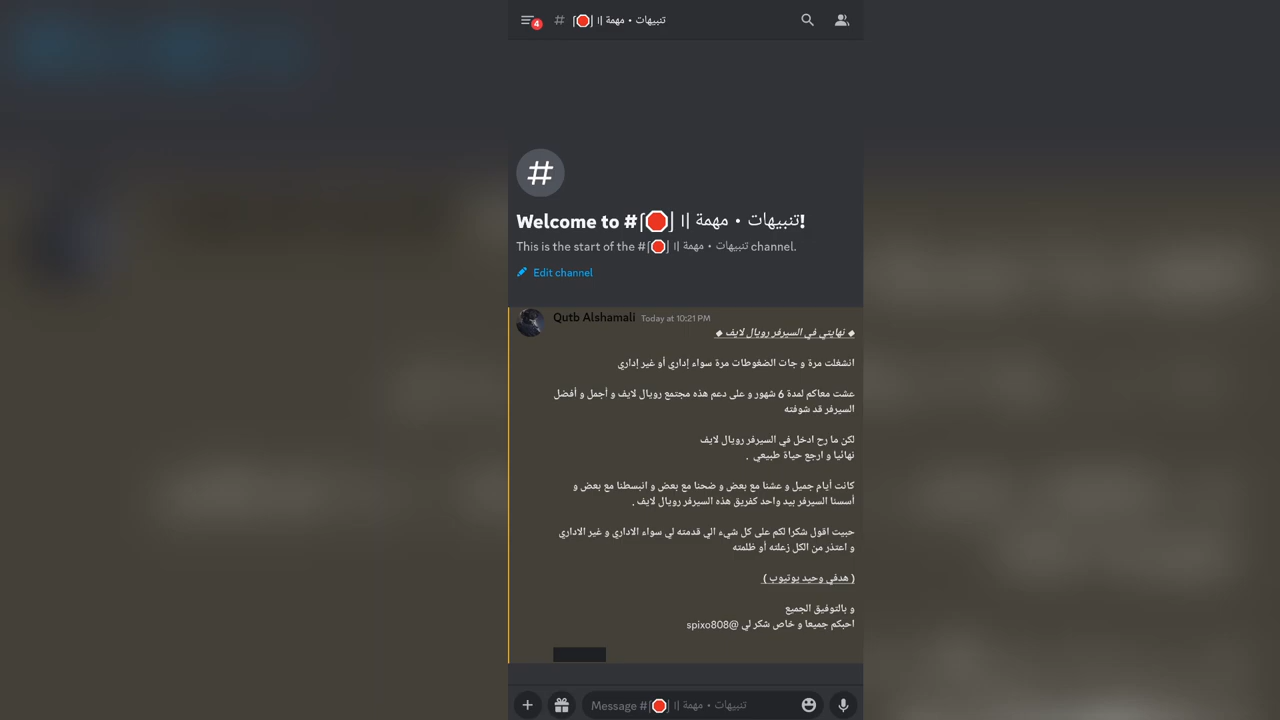 4
# [🛑] || تنبيهات • مهمة
#
Welcome to #[🛑] || تنبيهات • مهمة!
This is the start of the #[🛑] || تنبيهات • مهمة channel.
Edit channel
Qutb Alshamali Today at 10:21 PM
◆ نهايتي في السيرفر رويال لايف ◆
انشغلت مرة و جات الضغوطات مرة سواء إداري أو غير إداري
عشت معاكم لمدة 6 شهور و على دعم هذه مجتمع رويال لايف و أجمل و أفضل
السيرفر قد شوفته
لكن ما رح ادخل في السيرفر رويال لايف
نهائيا و ارجع حياة طبيعي .
كانت أيام جميل و عشنا مع بعض و ضحنا مع بعض و انبسطنا مع بعض و
أسسنا السيرفر بيد واحد كفريق هذه السيرفر رويال لايف .
حبيت اقول شكرا لكم على كل شيء الي قدمته لي سواء الاداري و غير الاداري
و اعتذر من الكل زعلته أو ظلمته
( هدفي وحيد يوتيوب )
و بالتوفيق الجميع
احبكم جميعا و خاص شكر لي @spixo808
Message #[🛑] || تنبيهات • مهمة